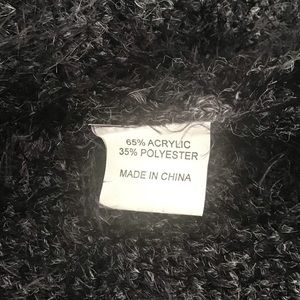 65% ACRYLIC
35% POLYESTER
MADE IN CHINA